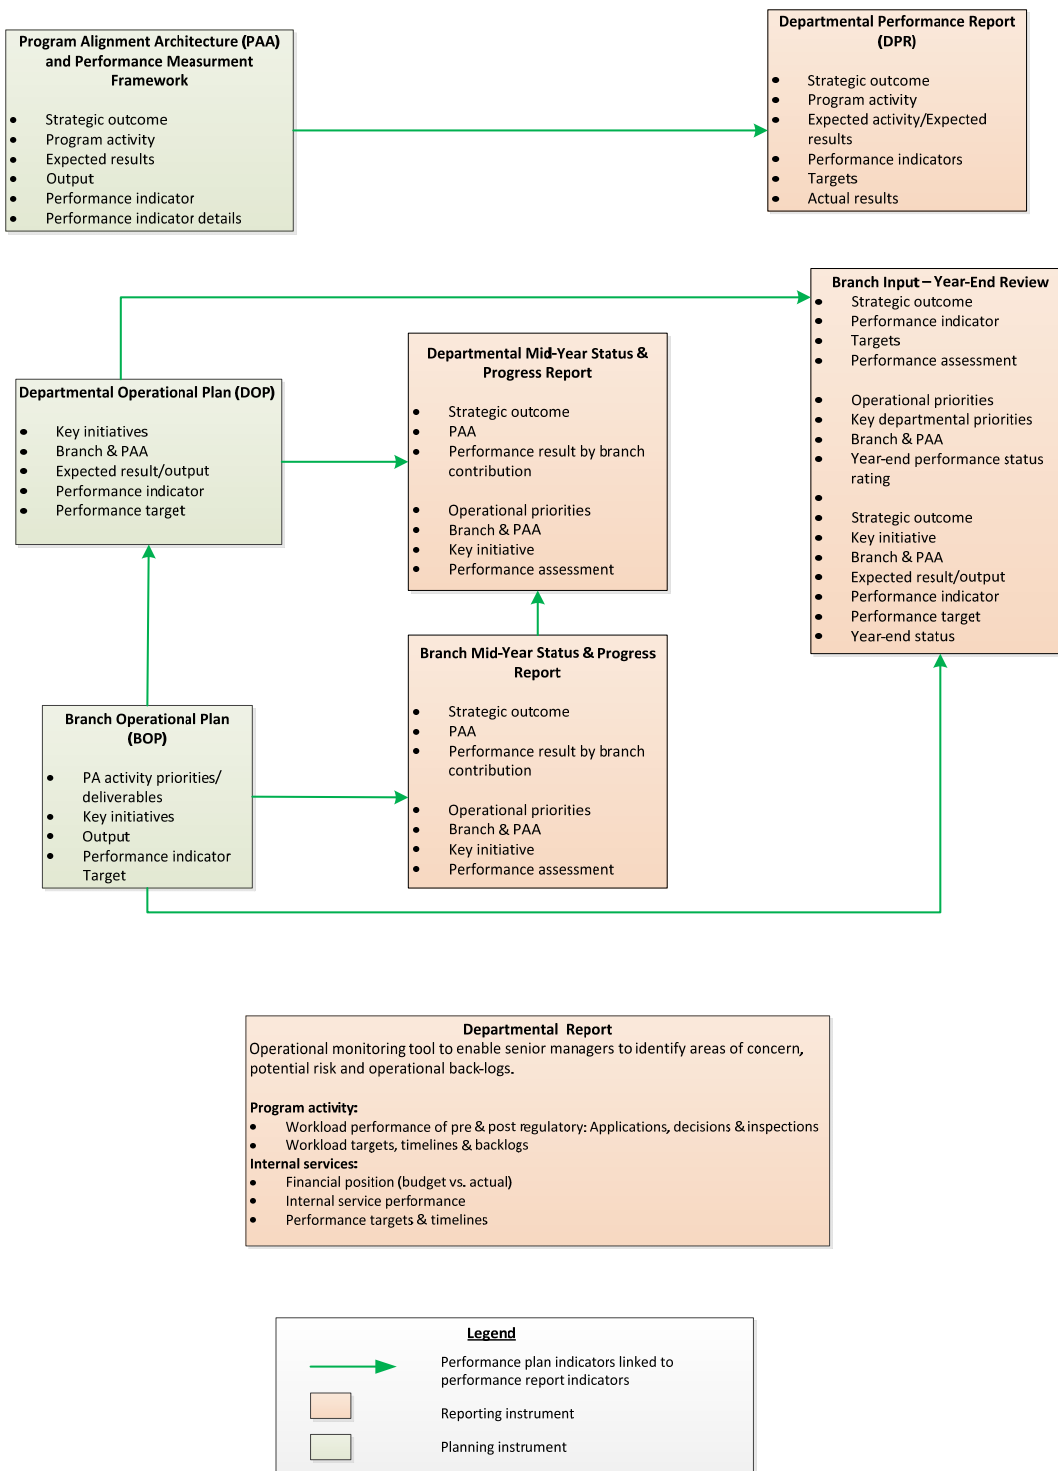 Program Alignment Architecture (PAA)
and Performance Measurment
Framework
• Strategic outcome
• Program activity
• Expected results
• Output
• Performance indicator
• Performance indicator details
Departmental Performance Report
(DPR)
• Strategic outcome
• Program activity
• Expected activity/Expected
results
• Performance indicators
• Targets
• Actual results
Branch Input – Year-End Review
• Strategic outcome
• Performance indicator
• Targets
• Performance assessment
• Operational priorities
• Key departmental priorities
• Branch & PAA
• Year-end performance status
rating
•
• Strategic outcome
• Key initiative
• Branch & PAA
• Expected result/output
• Performance indicator
• Performance target
• Year-end status
Departmental Mid-Year Status &
Progress Report
• Strategic outcome
• PAA
• Performance result by branch
contribution
• Operational priorities
• Branch & PAA
• Key initiative
• Performance assessment
Departmental Operational Plan (DOP)
• Key initiatives
• Branch & PAA
• Expected result/output
• Performance indicator
• Performance target
Branch Mid-Year Status & Progress
Report
• Strategic outcome
• PAA
• Performance result by branch
contribution
• Operational priorities
• Branch & PAA
• Key initiative
• Performance assessment
Branch Operational Plan
(BOP)
• PA activity priorities/
deliverables
• Key initiatives
• Output
• Performance indicator
Target
Departmental Report
Operational monitoring tool to enable senior managers to identify areas of concern,
potential risk and operational back-logs.
Program activity:
• Workload performance of pre & post regulatory: Applications, decisions & inspections
• Workload targets, timelines & backlogs
Internal services:
• Financial position (budget vs. actual)
• Internal service performance
• Performance targets & timelines
Legend
Performance plan indicators linked to
performance report indicators
Reporting instrument
Planning instrument